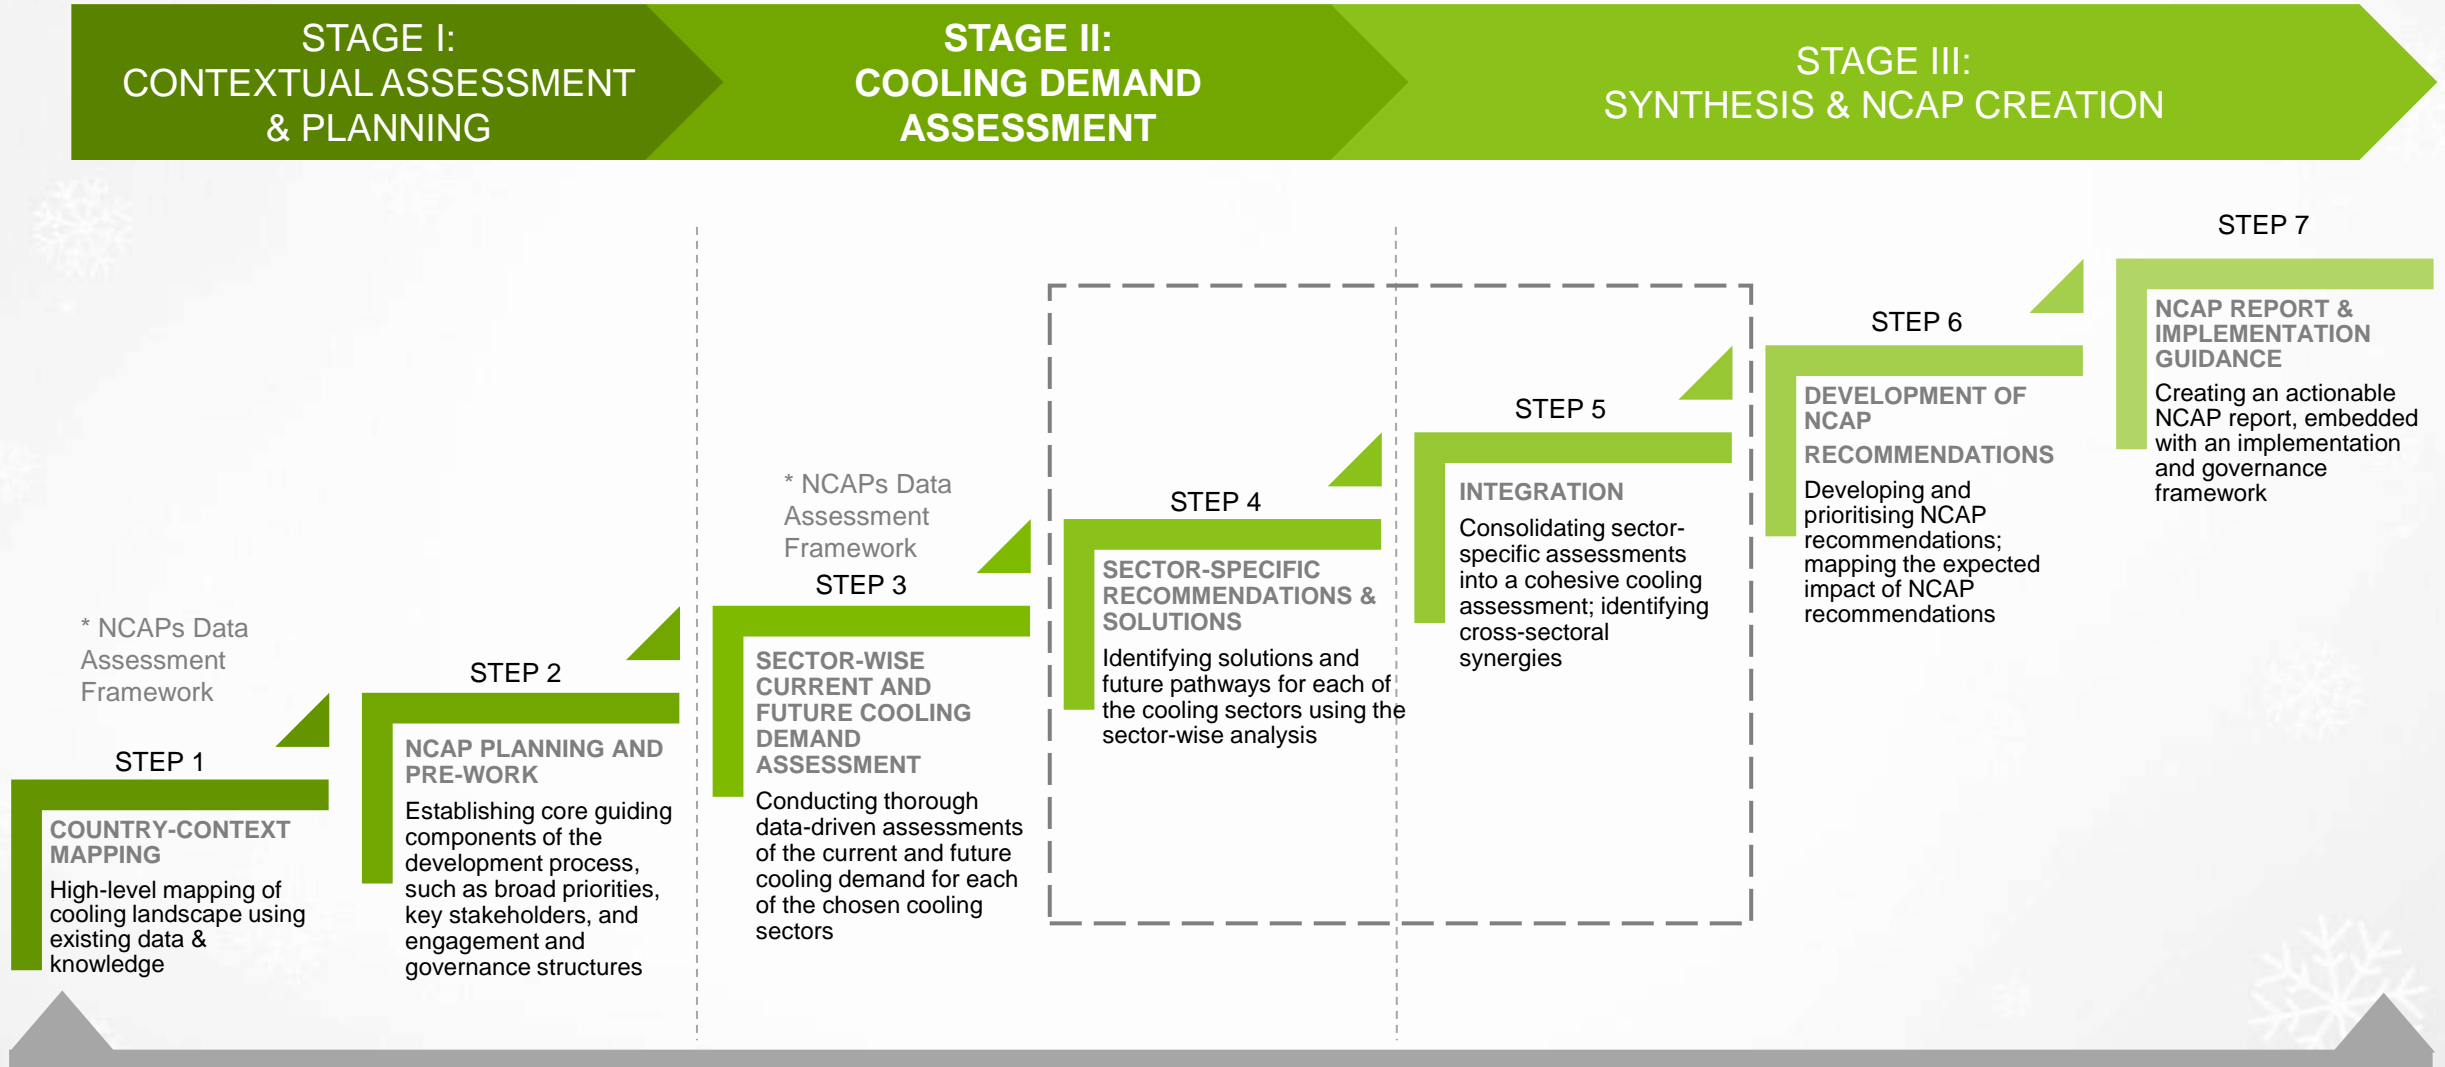 STAGE I:
CONTEXTUAL ASSESSMENT
& PLANNING
STAGE II:
COOLING DEMAND
ASSESSMENT
STAGE III:
SYNTHESIS & NCAP CREATION
* NCAPs Data
Assessment
Framework
STEP 1
COUNTRY-CONTEXT
MAPPING
High-level mapping of
cooling landscape using
existing data &
knowledge
STEP 2
NCAP PLANNING AND
PRE-WORK
Establishing core guiding
components of the
development process,
such as broad priorities,
key stakeholders, and
engagement and
governance structures
* NCAPs Data
Assessment
Framework
STEP 3
SECTOR-WISE
CURRENT AND
FUTURE COOLING
DEMAND
ASSESSMENT
Conducting thorough
data-driven assessments
of the current and future
cooling demand for each
of the chosen cooling
sectors
STEP 4
SECTOR-SPECIFIC
RECOMMENDATIONS &
SOLUTIONS
Identifying solutions and
future pathways for each of
the cooling sectors using the
sector-wise analysis
STEP 5
INTEGRATION
Consolidating sector-
specific assessments
into a cohesive cooling
assessment; identifying
cross-sectoral
synergies
STEP 6
DEVELOPMENT OF
NCAP
RECOMMENDATIONS
Developing and
prioritising NCAP
recommendations;
mapping the expected
impact of NCAP
recommendations
STEP 7
NCAP REPORT &
IMPLEMENTATION
GUIDANCE
Creating an actionable
NCAP report, embedded
with an implementation
and governance
framework